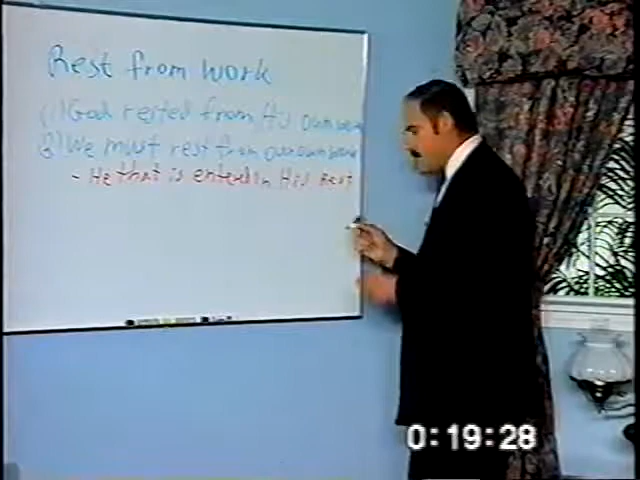 Rest from work
(1) God rested from His own work
2) We must rest from our own work
- He that is entered in His Rest
0:19:28